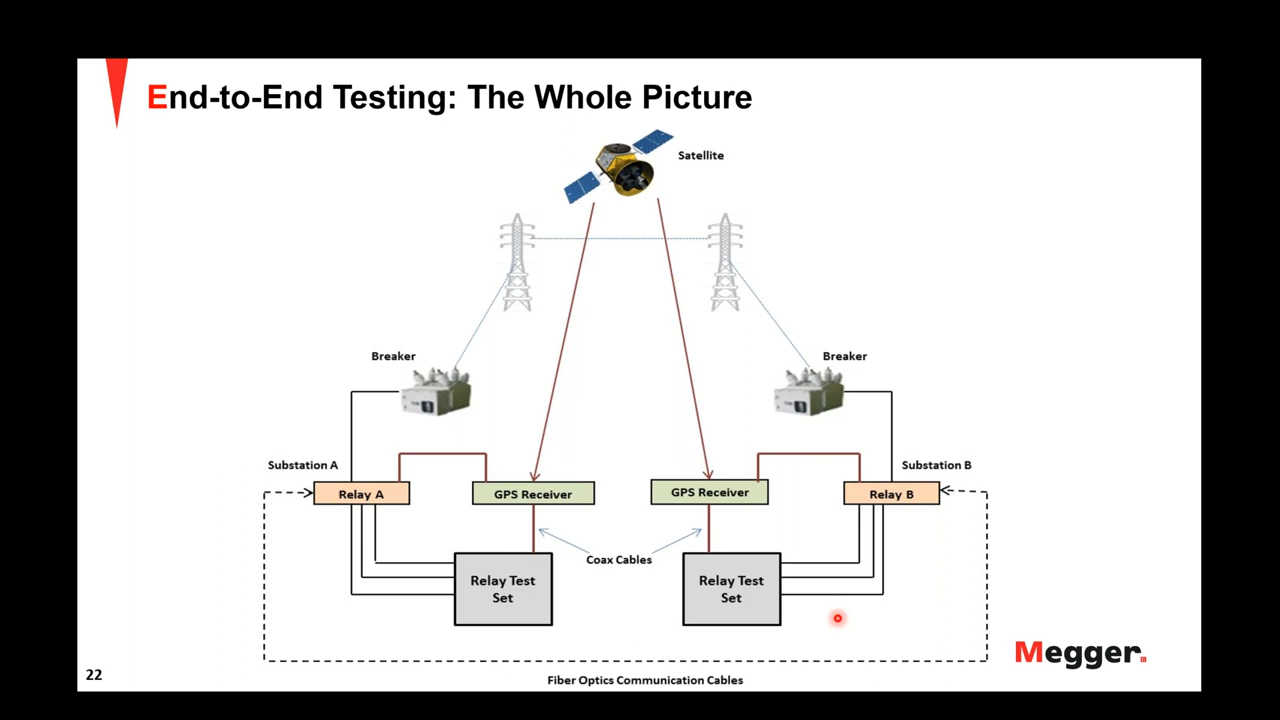 End-to-End Testing: The Whole Picture
Satellite
Breaker
Breaker
Substation A
Substation B
Relay A
GPS Receiver
GPS Receiver
Relay B
Coax Cables
Relay Test
Set
Relay Test
Set
Megger.
22
Fiber Optics Communication Cables